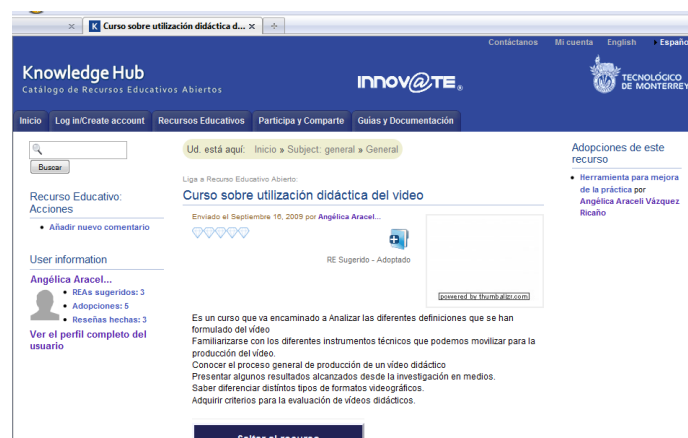 Curso sobre utilización didáctica d...
Contáctanos Mi cuenta English Españo
Knowledge Hub
Catálogo de Recursos Educativos Abiertos
innov@TE®
TECNOLÓGICO
DE MONTERREY
Inicio Log in/Create account Recursos Educativos Participa y Comparte Guias y Documentación
Buscar
Ud. está aquí: Inicio » Subject: general » General
Adopciones de este
recurso
Herramienta para mejora
de la práctica por
Angélica Araceli Vázquez
Ricaño
Recurso Educativo:
Acciones
Añadir nuevo comentario
User information
Angélica Aracel...
REAs sugeridos: 3
Adopciones: 5
Reseñas hechas: 3
Ver el perfil completo del
usuario
Liga a Recurso Educativo Abierto:
Curso sobre utilización didáctica del video
Enviado el Septiembre 16, 2009 por Angélica Aracel...
RE Sugerido - Adoptado
powered by thumbalizr.com
Es un curso que va encaminado a Analizar las diferentes definiciones que se han
formulado del vídeo
Familiarizarse con los diferentes instrumentos técnicos que podemos movilizar para la
producción del vídeo.
Conocer el proceso general de producción de un vídeo didáctico
Presentar algunos resultados alcanzados desde la investigación en medios.
Saber diferenciar distintos tipos de formatos videográficos.
Adquirir criterios para la evaluación de vídeos didácticos.